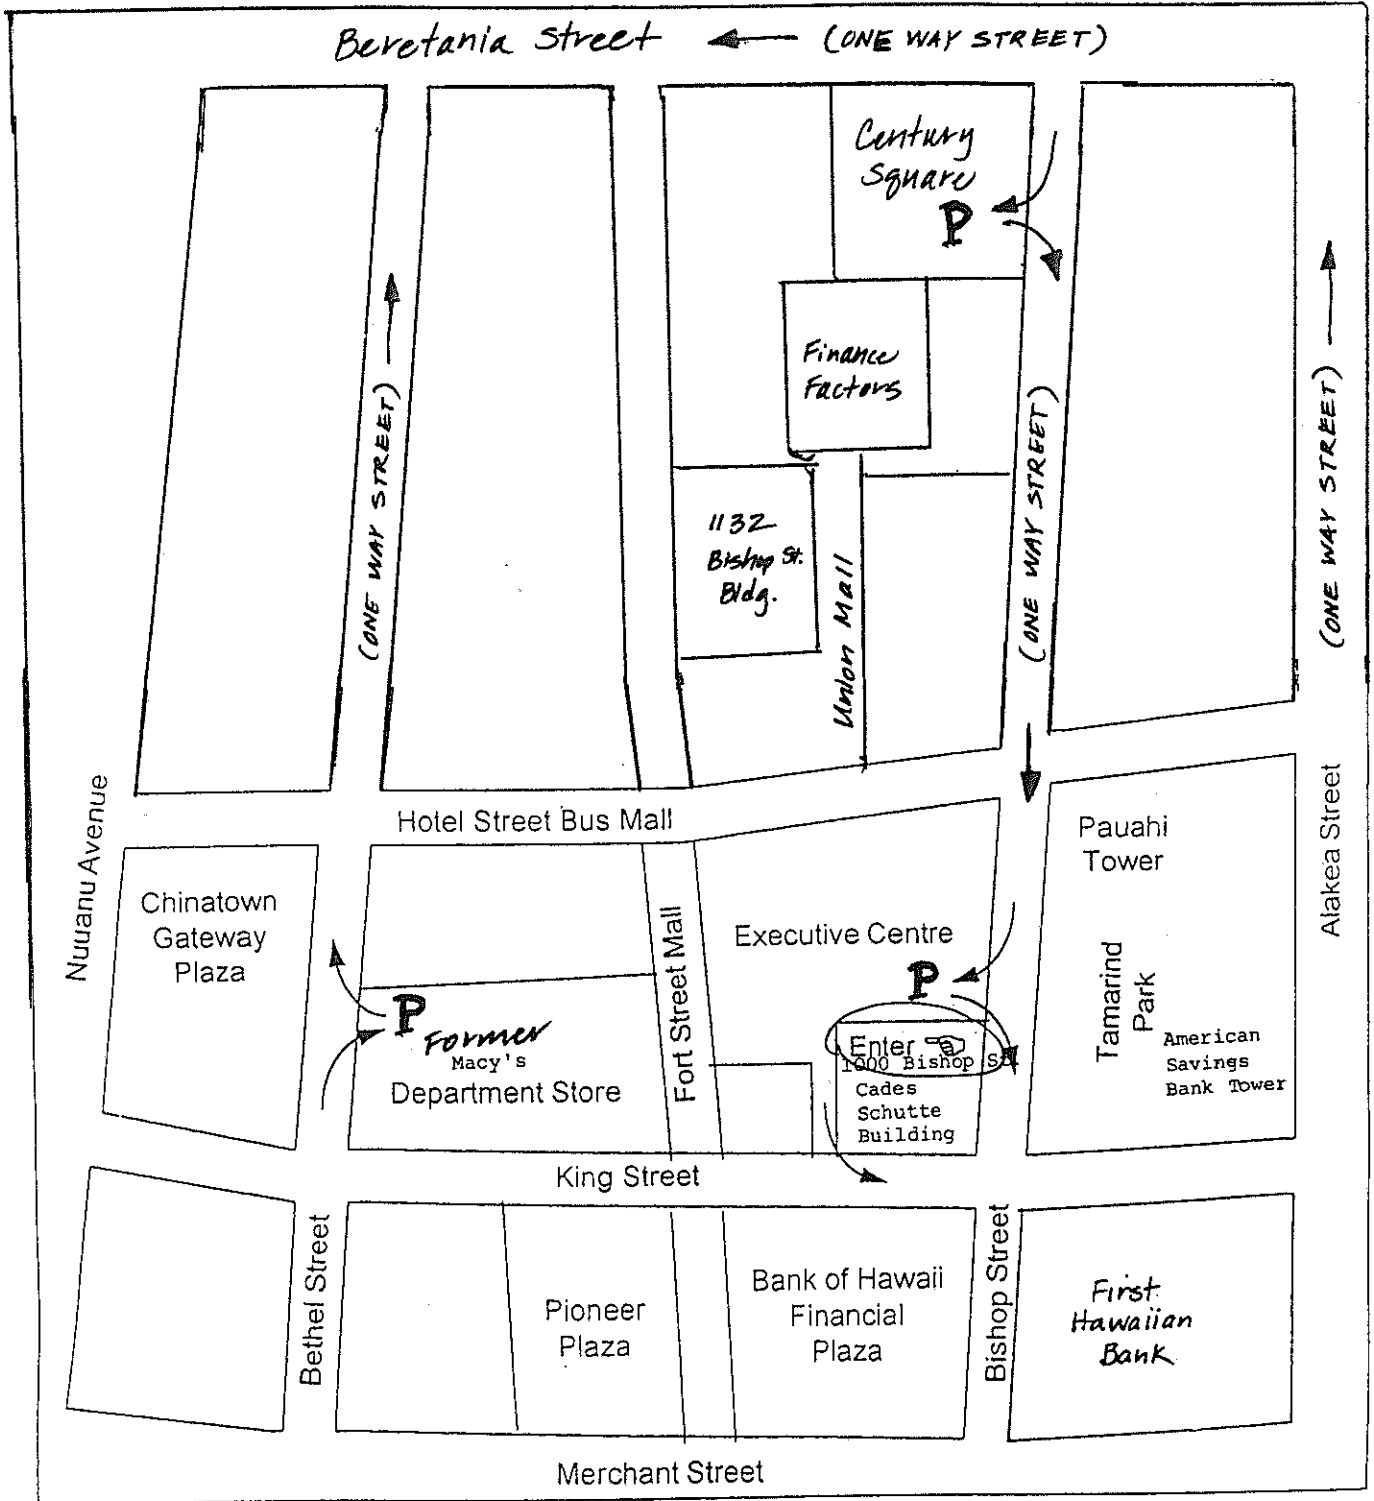 Beretania Street ← (ONE WAY STREET)
Century
Square
P
Finance
Factors
(ONE WAY STREET)
(ONE WAY STREET)
(ONE WAY STREET)
1132
Bishop St.
Bldg.
Union Mall
Hotel Street Bus Mall
Nuuanu Avenue
Alakea Street
Pauahi
Tower
Chinatown
Gateway
Plaza
Fort Street Mall
Executive Centre
P
Tamarind
Park
P
Former
Macy's
Department Store
Enter
1000 Bishop St.
Cades
Schutte
Building
American
Savings
Bank Tower
King Street
Bethel Street
Pioneer
Plaza
Bank of Hawaii
Financial
Plaza
Bishop Street
First
Hawaiian
Bank
Merchant Street